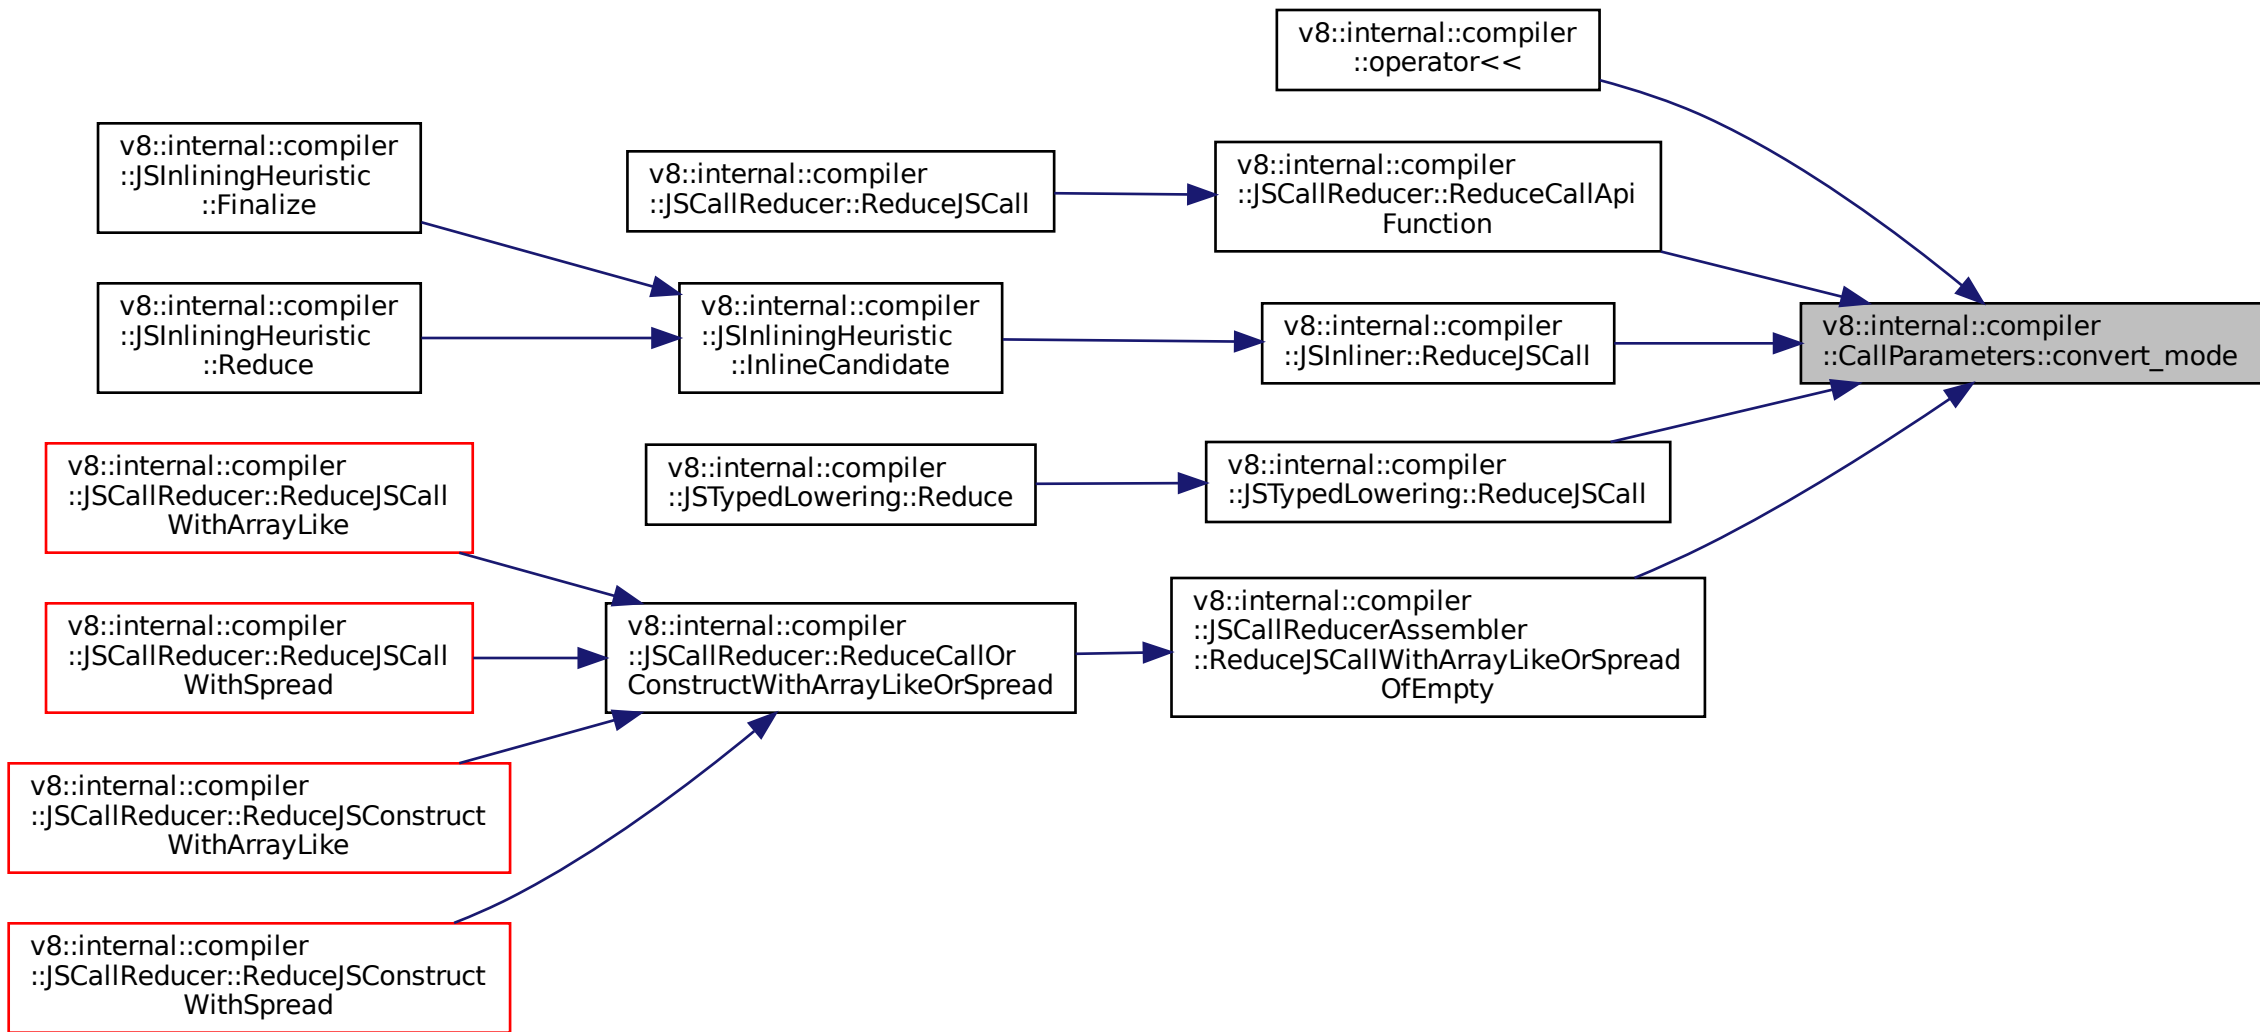 v8::internal::compiler
::operator<<
v8::internal::compiler
::JSInliningHeuristic
::Finalize
v8::internal::compiler
::JSCallReducer::ReduceJSCall
v8::internal::compiler
::JSCallReducer::ReduceCallApi
Function
v8::internal::compiler
::JSInliningHeuristic
::Reduce
v8::internal::compiler
::JSInliningHeuristic
::InlineCandidate
v8::internal::compiler
::JSInliner::ReduceJSCall
v8::internal::compiler
::CallParameters::convert_mode
v8::internal::compiler
::JSCallReducer::ReduceJSCall
WithArrayLike
v8::internal::compiler
::JSTypedLowering::Reduce
v8::internal::compiler
::JSTypedLowering::ReduceJSCall
v8::internal::compiler
::JSCallReducer::ReduceJSCall
WithSpread
v8::internal::compiler
::JSCallReducer::ReduceCallOr
ConstructWithArrayLikeOrSpread
v8::internal::compiler
::JSCallReducerAssembler
::ReduceJSCallWithArrayLikeOrSpread
OfEmpty
v8::internal::compiler
::JSCallReducer::ReduceJSConstruct
WithArrayLike
v8::internal::compiler
::JSCallReducer::ReduceJSConstruct
WithSpread